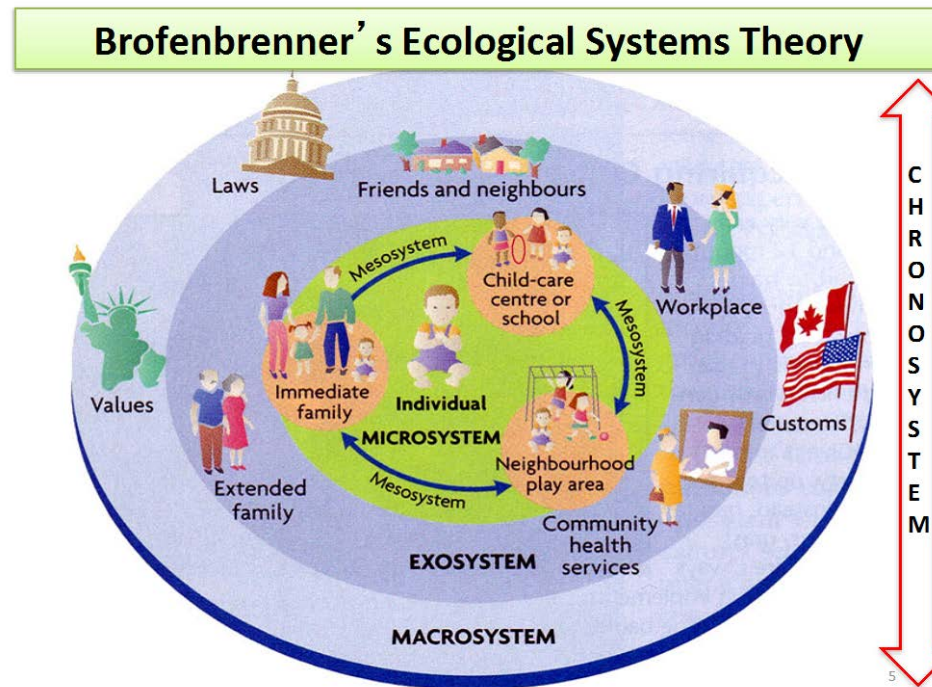 Brofenbrenner’s Ecological Systems Theory
Laws
Friends and neighbours
Mesosystem
Child-care
centre or
school
Workplace
Mesosystem
Values
Immediate
family
Individual
MICROSYSTEM
Customs
Neighbourhood
play area
Mesosystem
Extended
family
Community
health
services
EXOSYSTEM
MACROSYSTEM
CHRONOSYSTEM
5